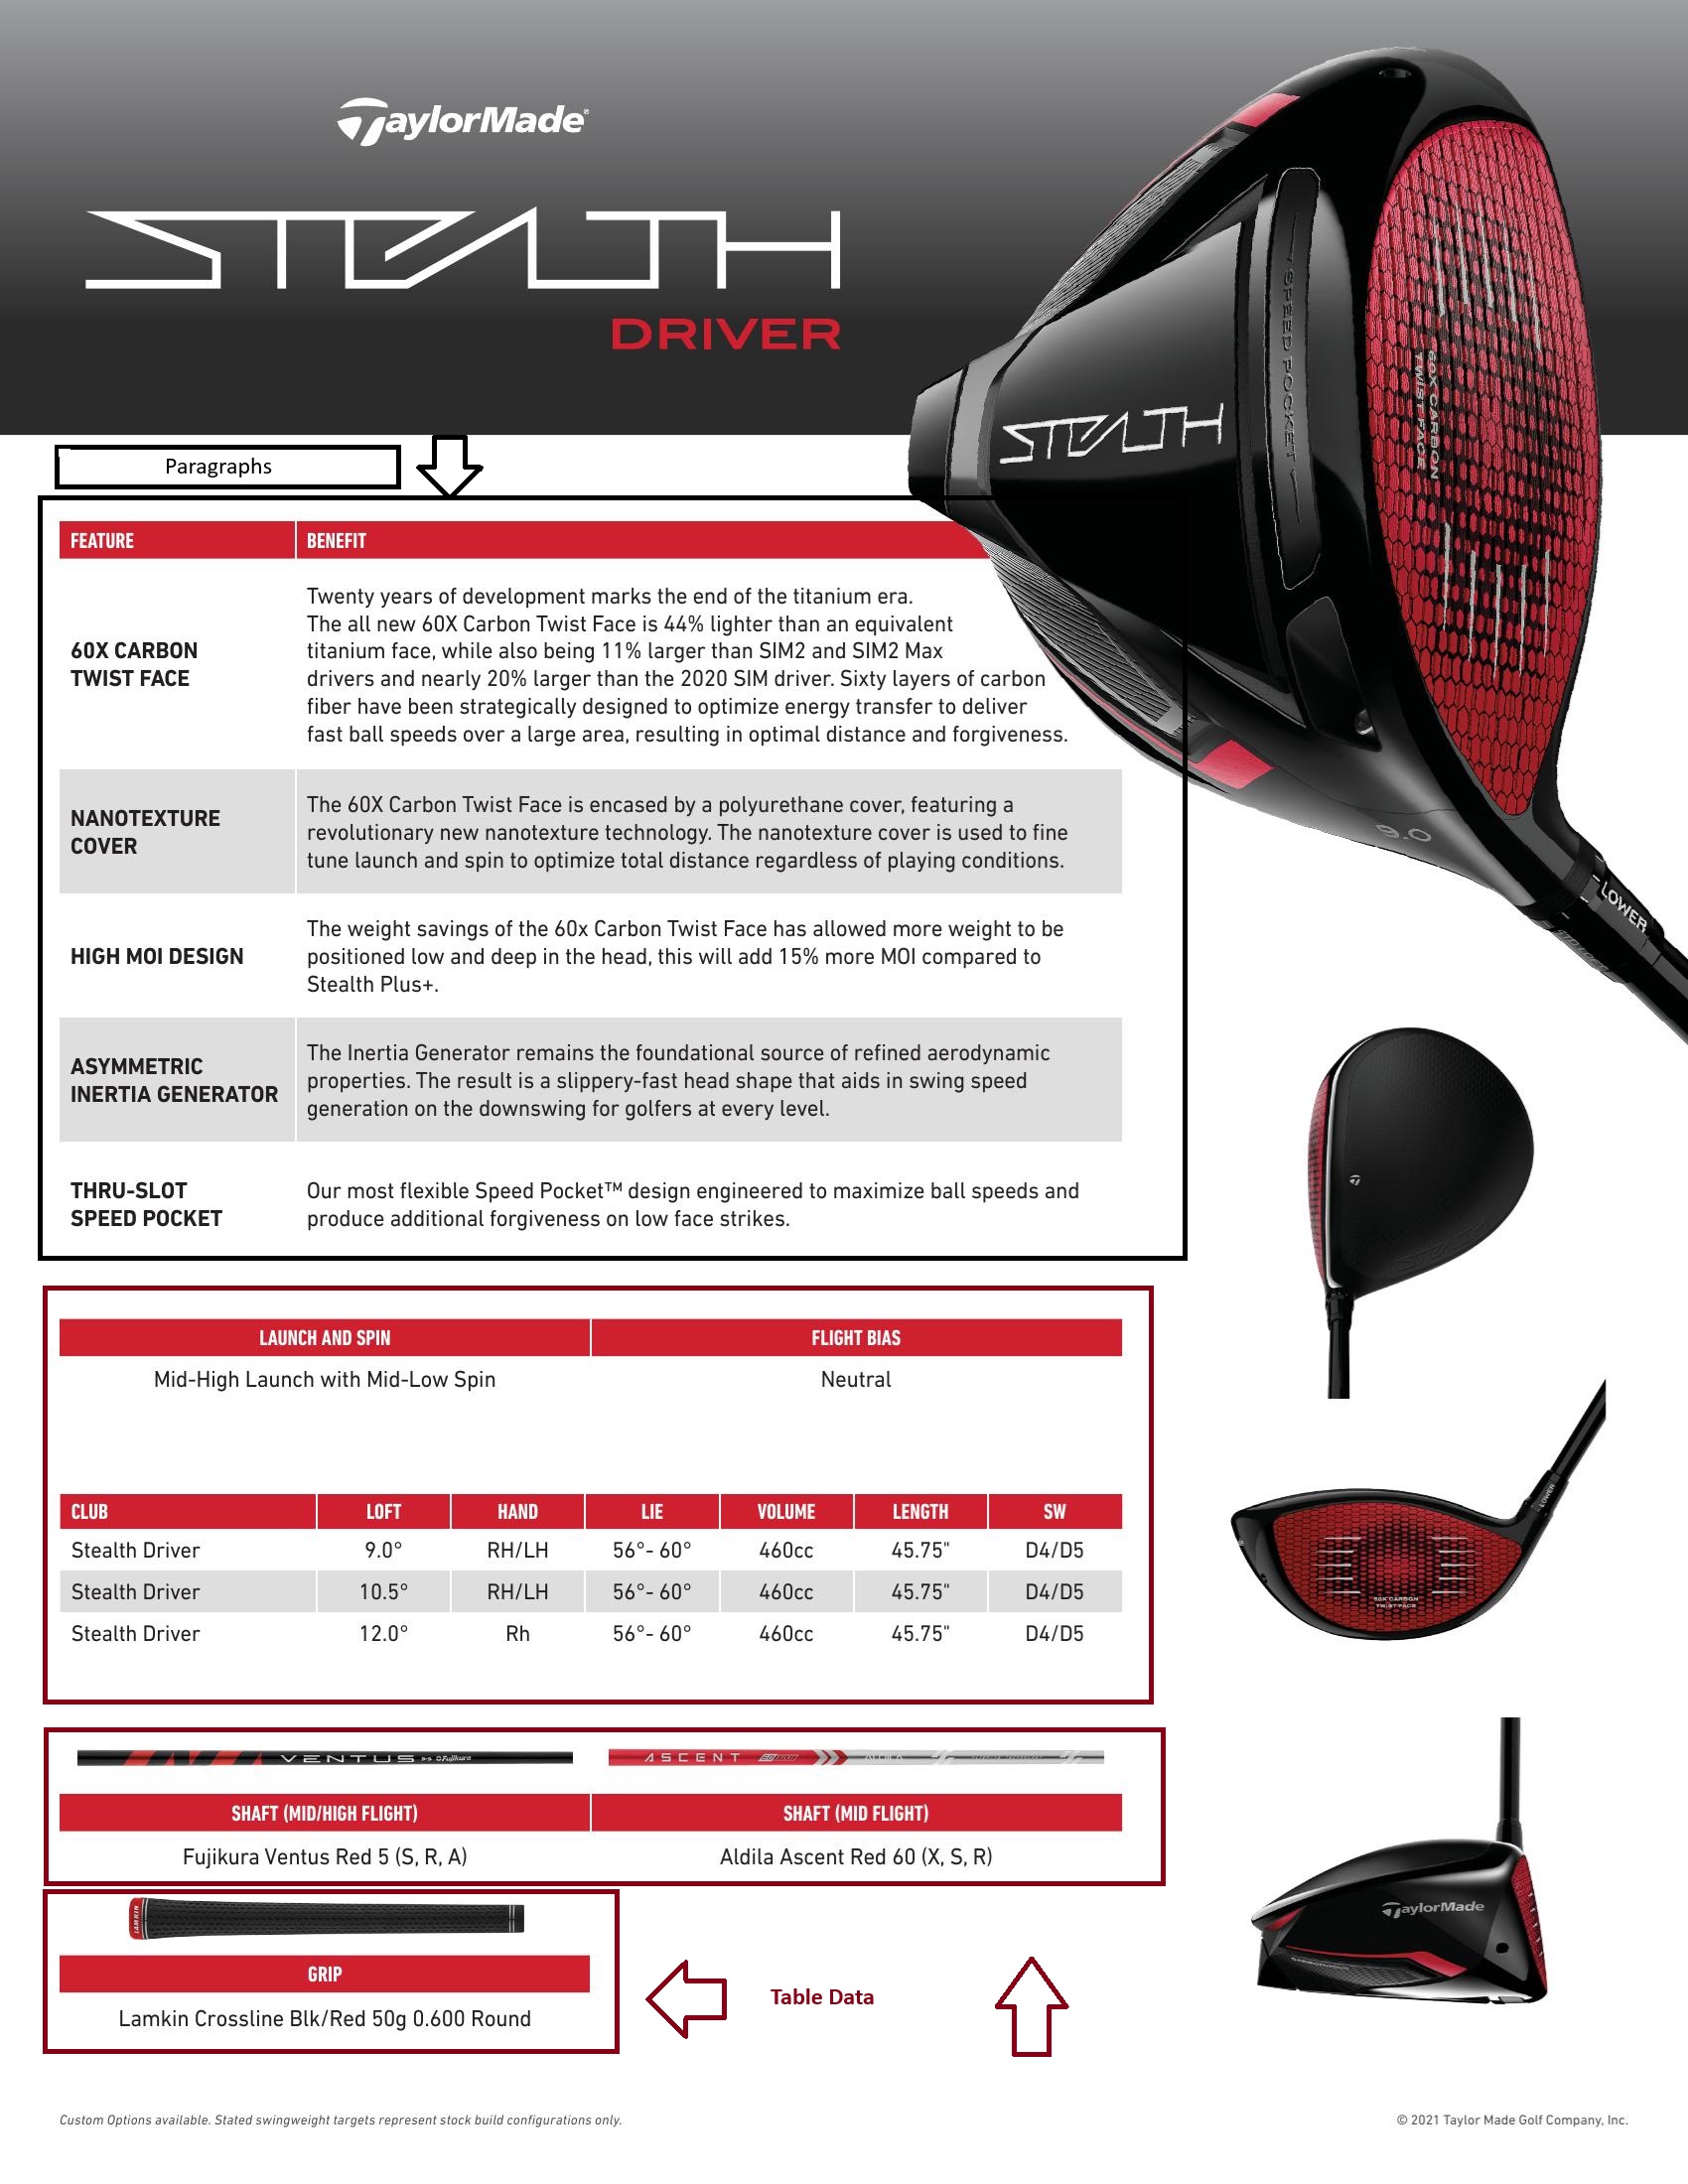 TaylorMade®
STEALTH
DRIVER
SPEED POCKET
STEALTH
60X CARBON
TWIST FACE
9.0
LOWER
Paragraphs
FEATURE BENEFIT
60X CARBON
TWIST FACE
Twenty years of development marks the end of the titanium era.
The all new 60X Carbon Twist Face is 44% lighter than an equivalent
titanium face, while also being 11% larger than SIM2 and SIM2 Max
drivers and nearly 20% larger than the 2020 SIM driver. Sixty layers of carbon
fiber have been strategically designed to optimize energy transfer to deliver
fast ball speeds over a large area, resulting in optimal distance and forgiveness.
NANOTEXTURE
COVER
The 60X Carbon Twist Face is encased by a polyurethane cover, featuring a
revolutionary new nanotexture technology. The nanotexture cover is used to fine
tune launch and spin to optimize total distance regardless of playing conditions.
HIGH MOI DESIGN
The weight savings of the 60x Carbon Twist Face has allowed more weight to be
positioned low and deep in the head, this will add 15% more MOI compared to
Stealth Plus+.
ASYMMETRIC
INERTIA GENERATOR
The Inertia Generator remains the foundational source of refined aerodynamic
properties. The result is a slippery-fast head shape that aids in swing speed
generation on the downswing for golfers at every level.
THRU-SLOT
SPEED POCKET
Our most flexible Speed Pocket™ design engineered to maximize ball speeds and
produce additional forgiveness on low face strikes.
LAUNCH AND SPIN FLIGHT BIAS
Mid-High Launch with Mid-Low Spin Neutral
CLUB LOFT HAND LIE VOLUME LENGTH SW
Stealth Driver 9.0° RH/LH 56°- 60° 460cc 45.75" D4/D5
Stealth Driver 10.5° RH/LH 56°- 60° 460cc 45.75" D4/D5
Stealth Driver 12.0° Rh 56°- 60° 460cc 45.75" D4/D5
LOWER
60X CARBON
TWIST FACE
VENTUS 5-S Fujikura
ASCENT ALDILA
SHAFT (MID/HIGH FLIGHT) SHAFT (MID FLIGHT)
Fujikura Ventus Red 5 (S, R, A) Aldila Ascent Red 60 (X, S, R)
LAMKIN
GRIP
Lamkin Crossline Blk/Red 50g 0.600 Round
Table Data
TaylorMade
Custom Options available. Stated swingweight targets represent stock build configurations only.
© 2021 Taylor Made Golf Company, Inc.